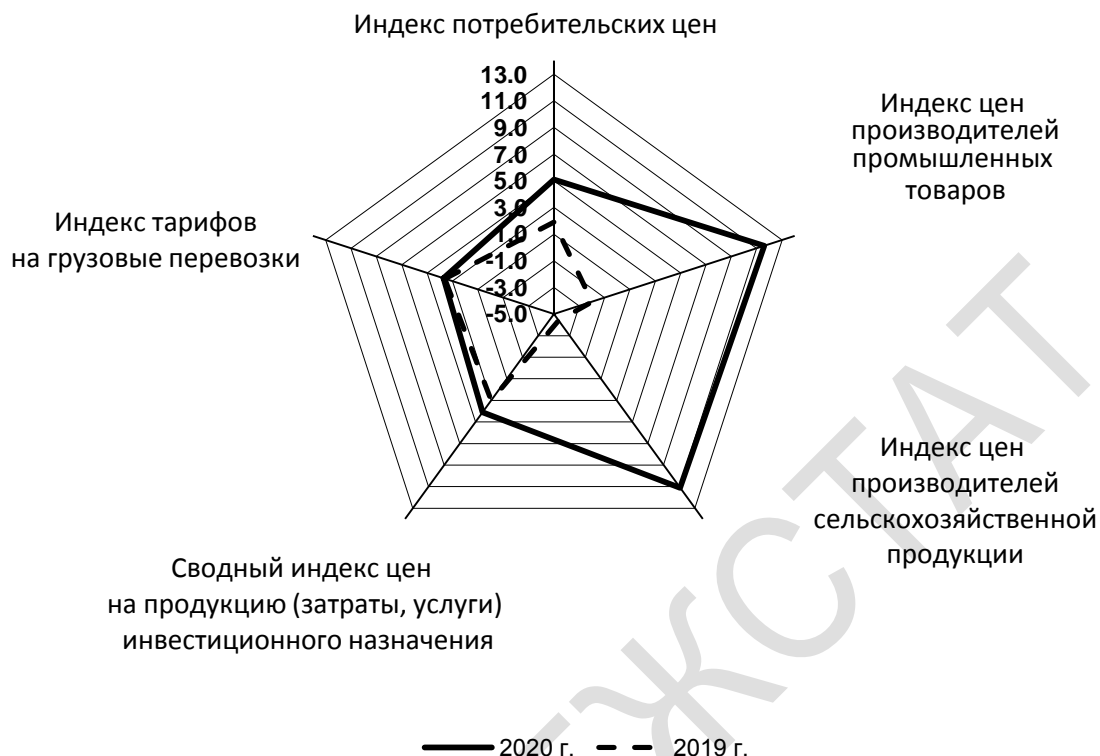 Индекс потребительских цен
13.0
11.0
9.0
7.0
5.0
3.0
1.0
-1.0
-3.0
-5.0
Индекс цен
производителей
промышленных
товаров
Индекс тарифов
на грузовые перевозки
Индекс цен
производителей
сельскохозяйственной
продукции
Сводный индекс цен
на продукцию (затраты, услуги)
инвестиционного назначения
2020 г.
2019 г.
ЖСТАТ